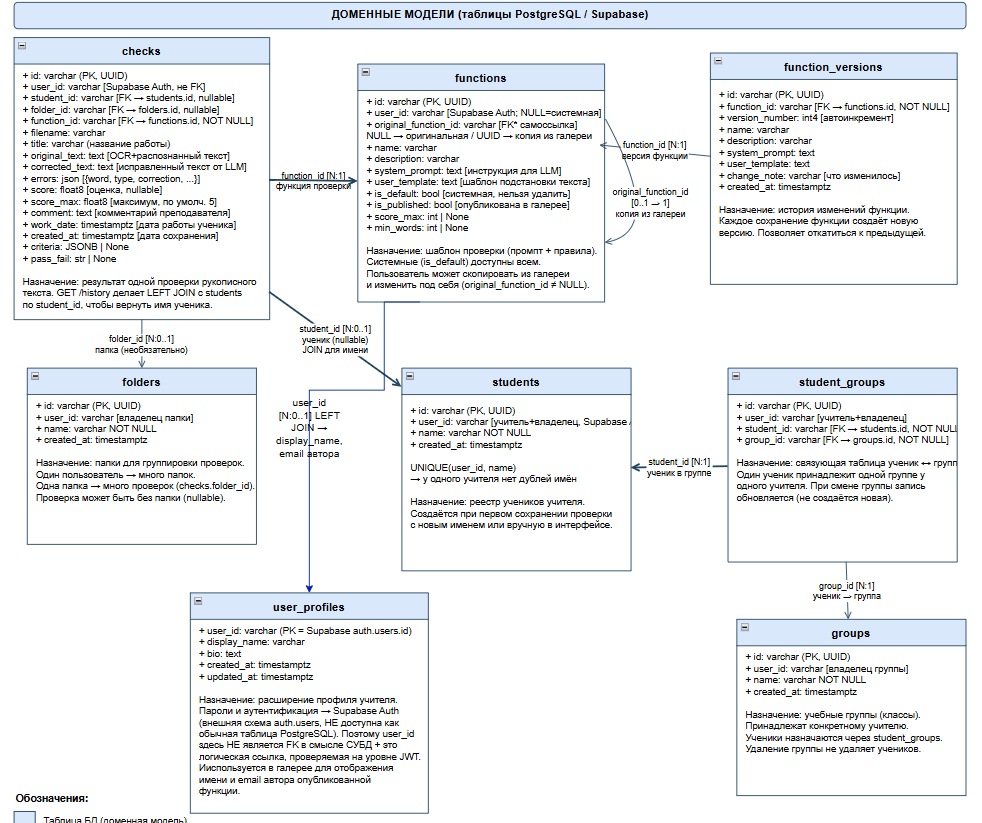 ДОМЕННЫЕ МОДЕЛИ (таблицы PostgreSQL / Supabase)
checks
+ id: varchar (PK, UUID)
+ user_id: varchar [Supabase Auth, не FK]
+ student_id: varchar [FK → students.id, nullable]
+ folder_id: varchar [FK → folders.id, nullable]
+ function_id: varchar [FK → functions.id, NOT NULL]
+ filename: varchar
+ title: varchar (название работы)
+ original_text: text [OCR+распознанный текст]
+ corrected_text: text [исправленный текст от LLM]
+ errors: json [{word, type, correction, ...}]
+ score: float8 [оценка, nullable]
+ score_max: float8 [максимум, по умолч. 5]
+ comment: text [комментарий преподавателя]
+ work_date: timestamptz [дата работы ученика]
+ created_at: timestamptz [дата сохранения]
+ criteria: JSONB | None
+ pass_fail: str | None
Назначение: результат одной проверки рукописного
текста. GET /history делает LEFT JOIN с students
по student_id, чтобы вернуть имя ученика.
function_id [N:1]
функция проверки
functions
+ id: varchar (PK, UUID)
+ user_id: varchar [Supabase Auth; NULL=системная]
+ original_function_id: varchar [FK* самоссылка]
NULL → оригинальная / UUID → копия из галереи
+ name: varchar
+ description: varchar
+ system_prompt: text [инструкция для LLM]
+ user_template: text [шаблон подстановки текста]
+ is_default: bool [системная, нельзя удалить]
+ is_published: bool [опубликована в галерее]
+ score_max: int | None
+ min_words: int | None
Назначение: шаблон проверки (промпт + правила).
Системные (is_default) доступны всем.
Пользователь может скопировать из галереи
и изменить под себя (original_function_id ≠ NULL).
function_id [N:1]
версия функции
original_function_id
[0..1 → 1]
копия из галереи
function_versions
+ id: varchar (PK, UUID)
+ function_id: varchar [FK → functions.id, NOT NULL]
+ version_number: int4 [автоинкремент]
+ name: varchar
+ description: varchar
+ system_prompt: text
+ user_template: text
+ change_note: varchar [что изменилось]
+ created_at: timestamptz
Назначение: история изменений функции.
Каждое сохранение функции создаёт новую
версию. Позволяет откатиться к предыдущей.
folder_id [N:0..1]
папка (необязательно)
student_id [N:0..1]
ученик (nullable)
JOIN для имени
folders
+ id: varchar (PK, UUID)
+ user_id: varchar [владелец папки]
+ name: varchar NOT NULL
+ created_at: timestamptz
Назначение: папки для группировки проверок.
Один пользователь → много папок.
Одна папка → много проверок (checks.folder_id).
Проверка может быть без папки (nullable).
user_id
[N:0..1] LEFT
JOIN →
display_name,
email автора
students
+ id: varchar (PK, UUID)
+ user_id: varchar [учитель+владелец, Supabase
+ name: varchar NOT NULL
+ created_at: timestamptz
UNIQUE(user_id, name)
→ у одного учителя нет дублей имён
Назначение: реестр учеников учителя.
Создаётся при первом сохранении проверки
с новым именем или вручную в интерфейсе.
student_id [N:1]
ученик в группе
student_groups
+ id: varchar (PK, UUID)
+ user_id: varchar [учитель+владелец]
+ student_id: varchar [FK → students.id, NOT NUL
+ group_id: varchar [FK → groups.id, NOT NULL]
Назначение: связующая таблица ученик ↔ групп
Один ученик принадлежит одной группе у
одного учителя. При смене группы запись
обновляется (не создаётся новая).
group_id [N:1]
ученик → группа
user_profiles
+ user_id: varchar (PK = Supabase auth.users.id)
+ display_name: varchar
+ bio: text
+ created_at: timestamptz
+ updated_at: timestamptz
Назначение: расширение профиля учителя.
Пароли и аутентификация → Supabase Auth
(внешняя схема auth.users, НЕ доступна как
обычная таблица PostgreSQL). Поэтому user_id
здесь НЕ является FK в смысле СУБД + это
логическая ссылка, проверяемая на уровне JWT.
Ииспользуется в галерее для отображения
имени и email автора опубликованной
функции.
groups
+ id: varchar (PK, UUID)
+ user_id: varchar [владелец группы]
+ name: varchar NOT NULL
+ created_at: timestamptz
Назначение: учебные группы (классы).
Принадлежат конкретному учителю.
Ученики назначаются через student_groups.
Удаление группы не удаляет учеников.
Обозначения:
Таблица БД (доменная модель)